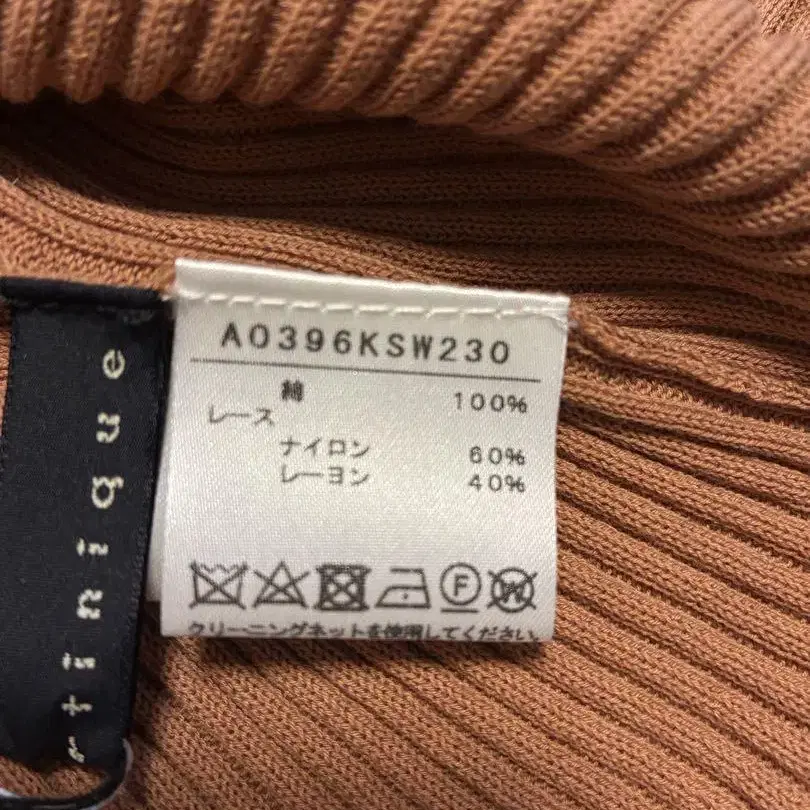 A0396KSW230
綿 100%
レース
ナイロン 60%
レーヨン 40%
F W
クリーニングネットを使用してください
rtinique